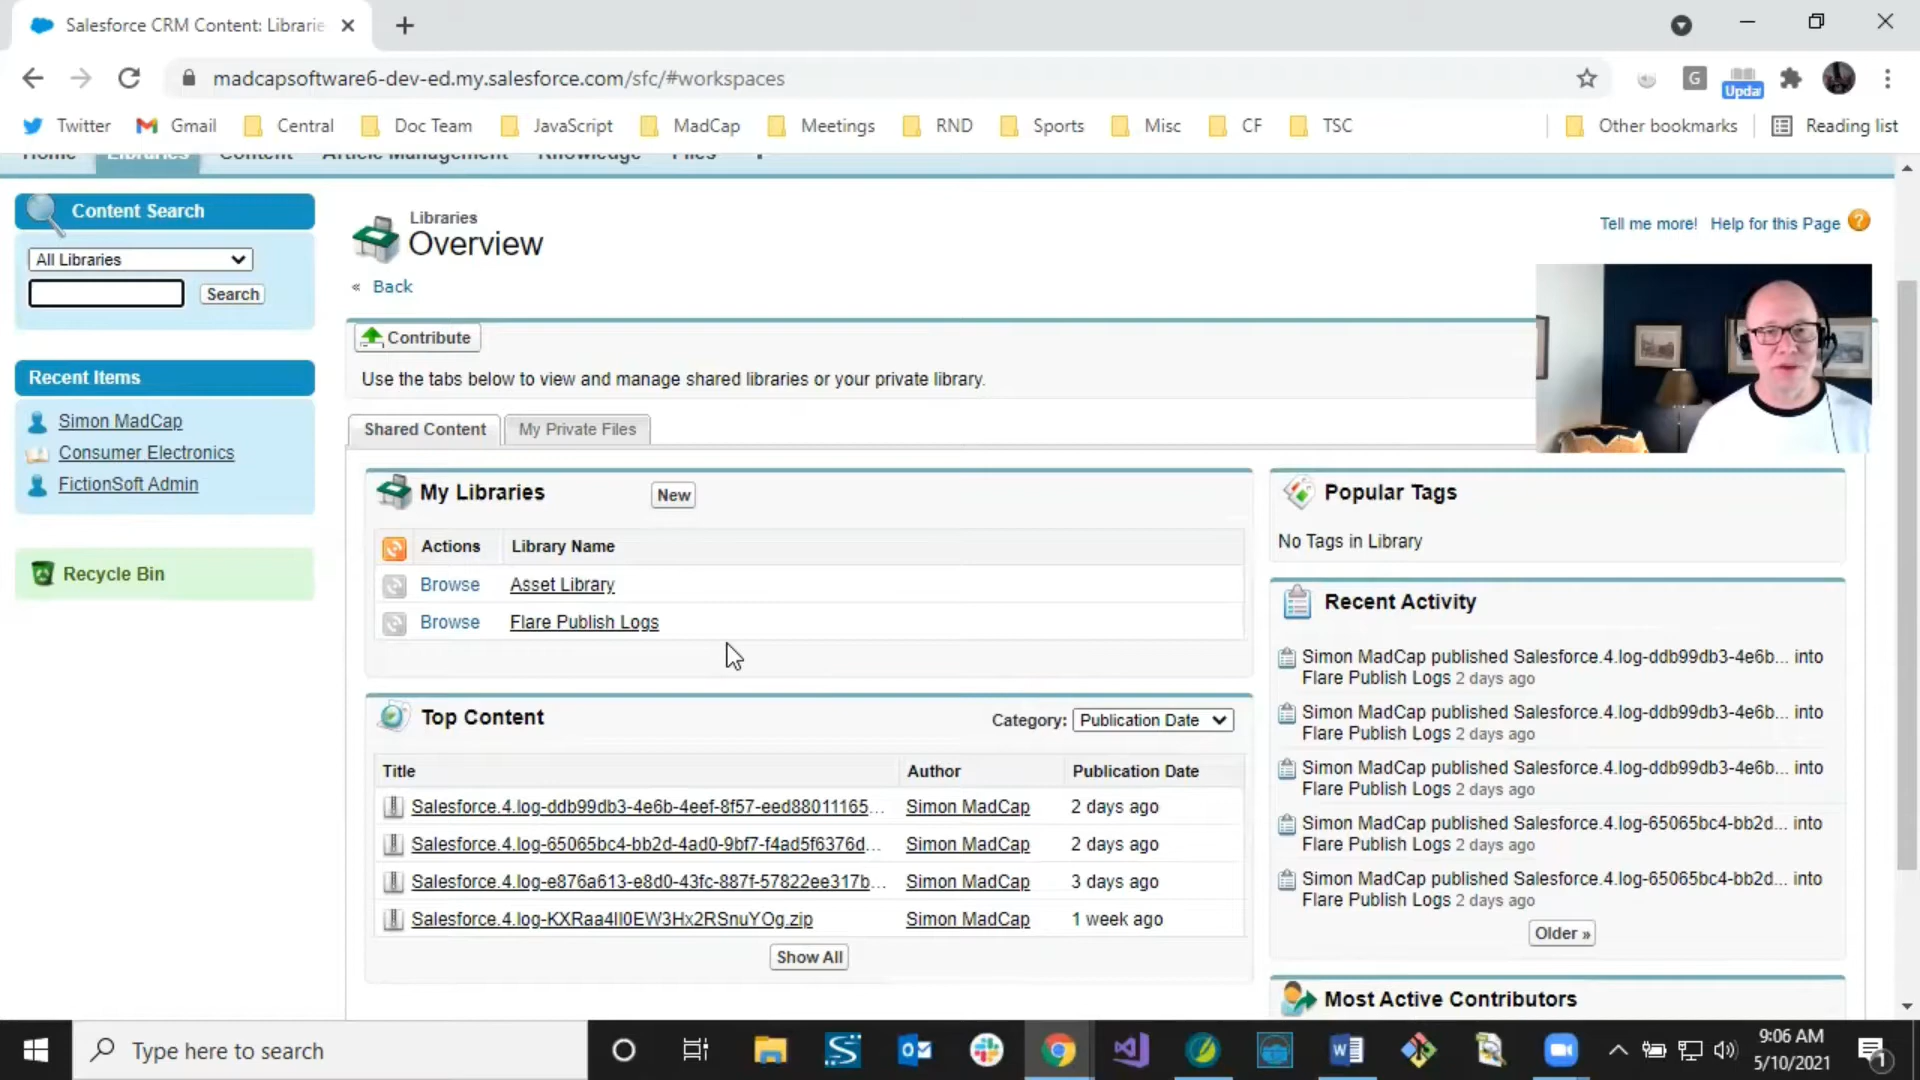 Salesforce CRM Content: Librarie
madcapsoftware6-dev-ed.my.salesforce.com/sfc/#workspaces
G
Updat
Twitter Gmail Central Doc Team JavaScript MadCap Meetings RND Sports Misc CF TSC Other bookmarks Reading list
Home Libraries Content Article Management Knowledge Files +
Content Search
All Libraries
Search
Recent Items
Simon MadCap
Consumer Electronics
FictionSoft Admin
Recycle Bin
Libraries
Overview
Tell me more! Help for this Page ?
« Back
Contribute
Use the tabs below to view and manage shared libraries or your private library.
Shared Content My Private Files
My Libraries New
Actions Library Name
Browse Asset Library
Browse Flare Publish Logs
Top Content Category: Publication Date
Title Author Publication Date
Salesforce.4.log-ddb99db3-4e6b-4eef-8f57-eed88011165... Simon MadCap 2 days ago
Salesforce.4.log-65065bc4-bb2d-4ad0-9bf7-f4ad5f6376d... Simon MadCap 2 days ago
Salesforce.4.log-e876a613-e8d0-43fc-887f-57822ee317b... Simon MadCap 3 days ago
Salesforce.4.log-KXRaa4Il0EW3Hx2RSnuYOg.zip Simon MadCap 1 week ago
Show All
Popular Tags
No Tags in Library
Recent Activity
Simon MadCap published Salesforce.4.log-ddb99db3-4e6b... into
Flare Publish Logs 2 days ago
Simon MadCap published Salesforce.4.log-ddb99db3-4e6b... into
Flare Publish Logs 2 days ago
Simon MadCap published Salesforce.4.log-ddb99db3-4e6b... into
Flare Publish Logs 2 days ago
Simon MadCap published Salesforce.4.log-65065bc4-bb2d... into
Flare Publish Logs 2 days ago
Simon MadCap published Salesforce.4.log-65065bc4-bb2d... into
Flare Publish Logs 2 days ago
Older »
Most Active Contributors
Type here to search
9:06 AM
5/10/2021
1